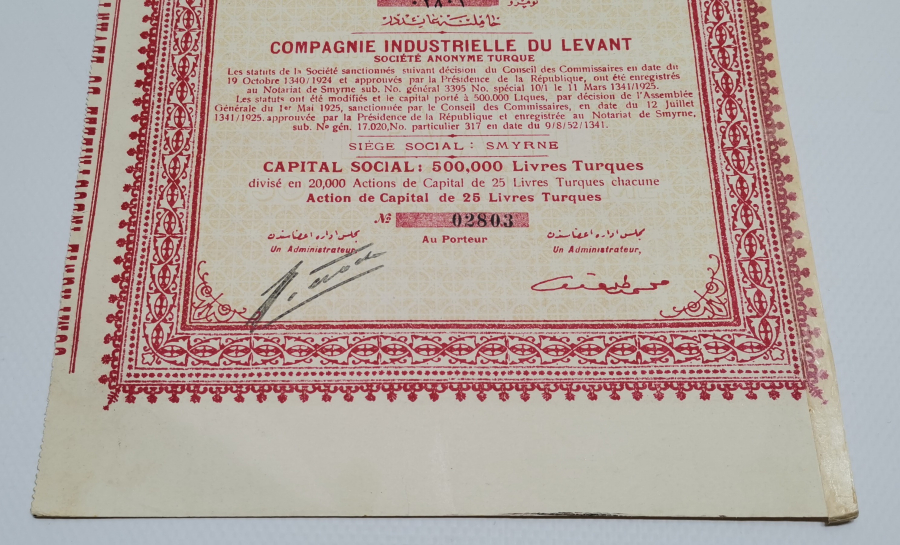 نومرو
٠٢٨٠٣
COMPAGNIE INDUSTRIELLE DU LEVANT
SOCIÉTÉ ANONYME TURQUE
Les statuts de la Société sanctionnés suivant décision du Conseil des Commissaires en date du
19 Octobre 1340/1924 et approuvés par la Présidence de la République, ont été enregistrés
au Notariat de Smyrne sub. No. général 3395 No. spécial 10/1 le 11 Mars 1341/1925.
Les statuts ont été modifiés et le capital porté à 500.000 Ltques, par décision de l'Assemblée
Générale du 1er Mai 1925, sanctionnée par le Conseil des Commissaires, en date du 12 Juillet
1341/1925. approuvée par la Présidence de la République et enregistrée au Notariat de Smyrne,
sub. No gén. 17.020, No. particulier 317 en date du 9/8/52/1341.
SIÈGE SOCIAL: SMYRNE
CAPITAL SOCIAL: 500,000 Livres Turques
divisé en 20,000 Actions de Capital de 25 Livres Turques chacune
Action de Capital de 25 Livres Turques
No 02803
مجلس اداره اعضاسندن Au Porteur مجلس اداره اعضاسندن
Un Administrateur, Un Administrateur,